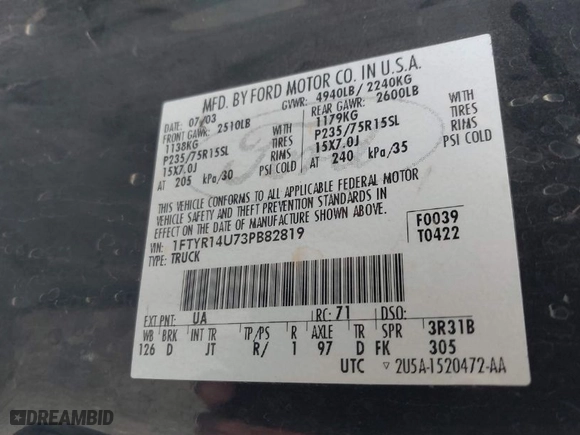 MFD. BY FORD MOTOR CO. IN U.S.A.
DATE: 07/03 GVWR: 4940LB/ 2240KG
FRONT GAWR: 2510LB REAR GAWR: 2600LB
1138KG WITH 1179KG WITH
P235/75R15SL TIRES P235/75R15SL TIRES
15X7.0J RIMS 15X7.0J RIMS
AT 205 kPa/30 PSI COLD AT 240 kPa/35 PSI COLD
Ford
THIS VEHICLE CONFORMS TO ALL APPLICABLE FEDERAL MOTOR
VEHICLE SAFETY AND THEFT PREVENTION STANDARDS IN
EFFECT ON THE DATE OF MANUFACTURE SHOWN ABOVE.
VIN: 1FTYR14U73PB82819 F0039
TYPE: TRUCK T0422
EXT PNT: UA RC: 71 DSO:
WB BRK INT TR TP/PS R AXLE TR SPR 3R31B
126 D JT R/ 1 97 D FK 305
UTC ▽ 2U5A-1520472-AA
DREAMBID